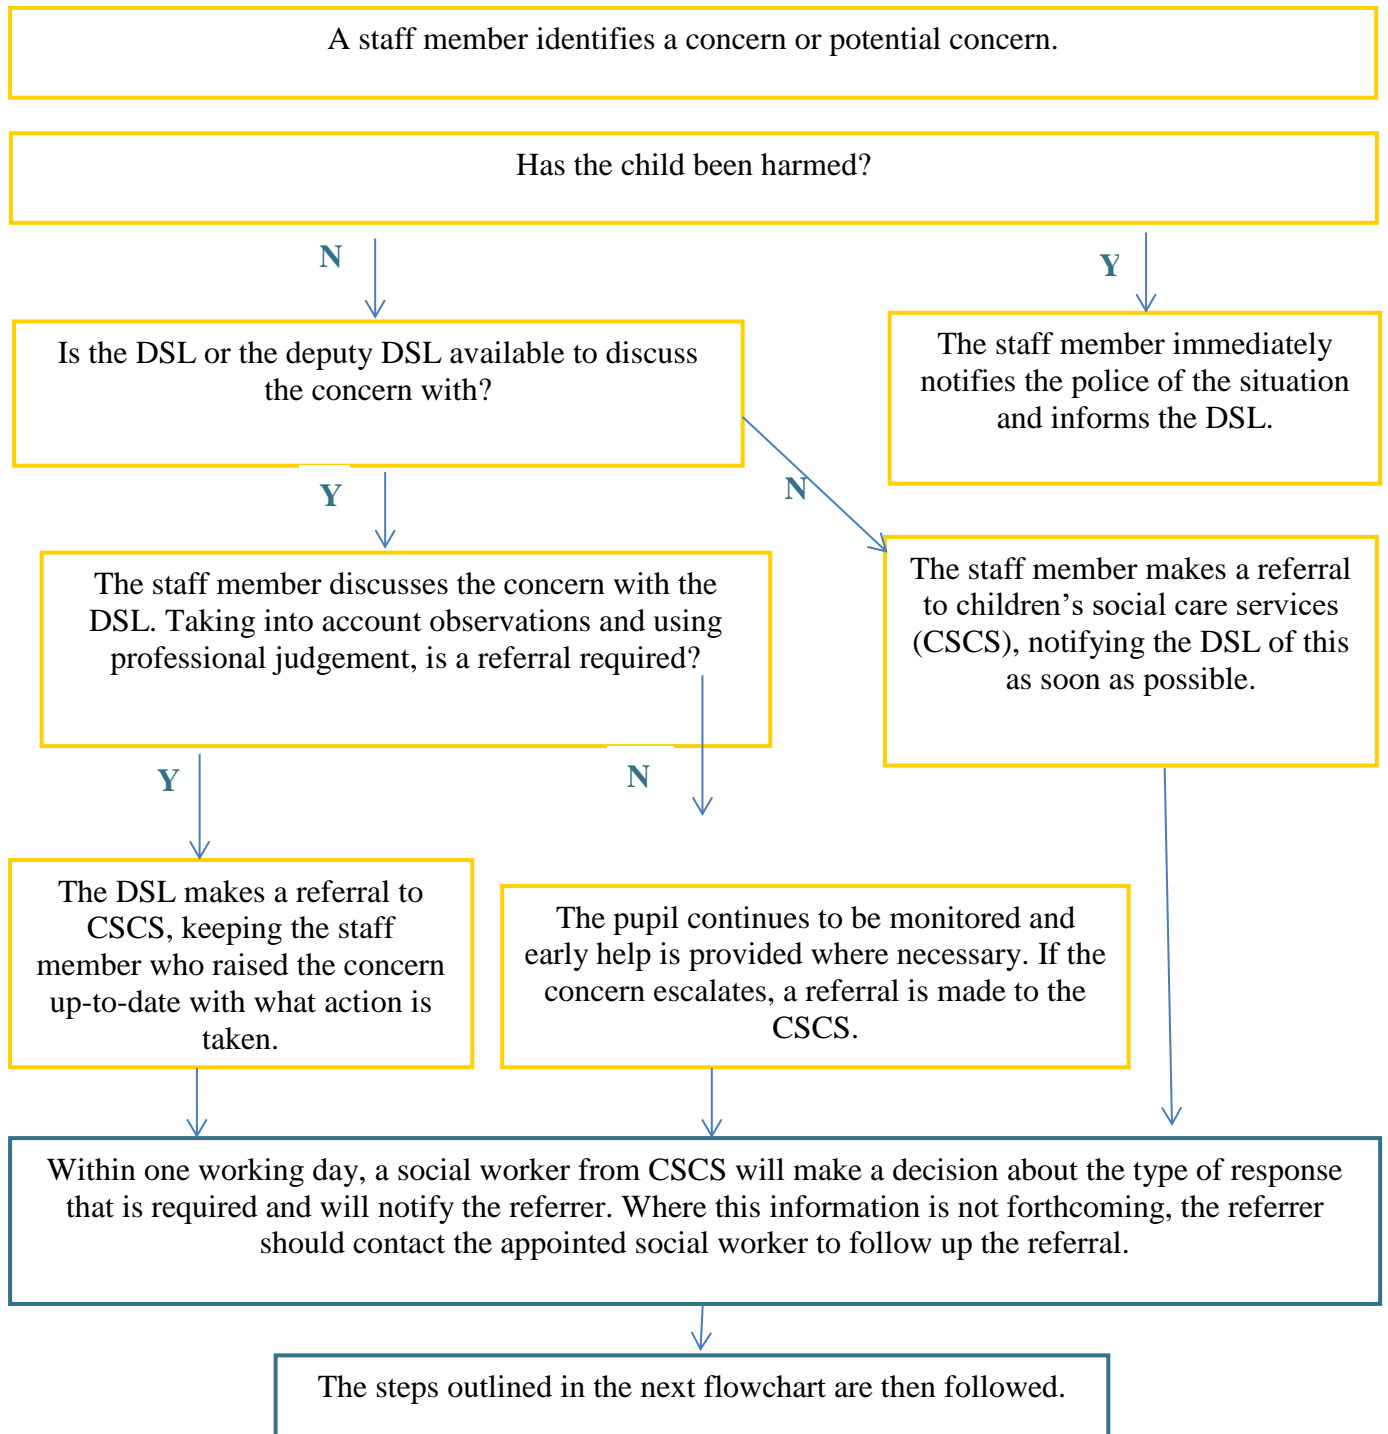 A staff member identifies a concern or potential concern.
Has the child been harmed?
N
Y
Is the DSL or the deputy DSL available to discuss
the concern with?
The staff member immediately
notifies the police of the situation
and informs the DSL.
Y
N
The staff member discusses the concern with the
DSL. Taking into account observations and using
professional judgement, is a referral required?
The staff member makes a referral
to children’s social care services
(CSCS), notifying the DSL of this
as soon as possible.
Y
N
The DSL makes a referral to
CSCS, keeping the staff
member who raised the concern
up-to-date with what action is
taken.
The pupil continues to be monitored and
early help is provided where necessary. If the
concern escalates, a referral is made to the
CSCS.
Within one working day, a social worker from CSCS will make a decision about the type of response
that is required and will notify the referrer. Where this information is not forthcoming, the referrer
should contact the appointed social worker to follow up the referral.
The steps outlined in the next flowchart are then followed.